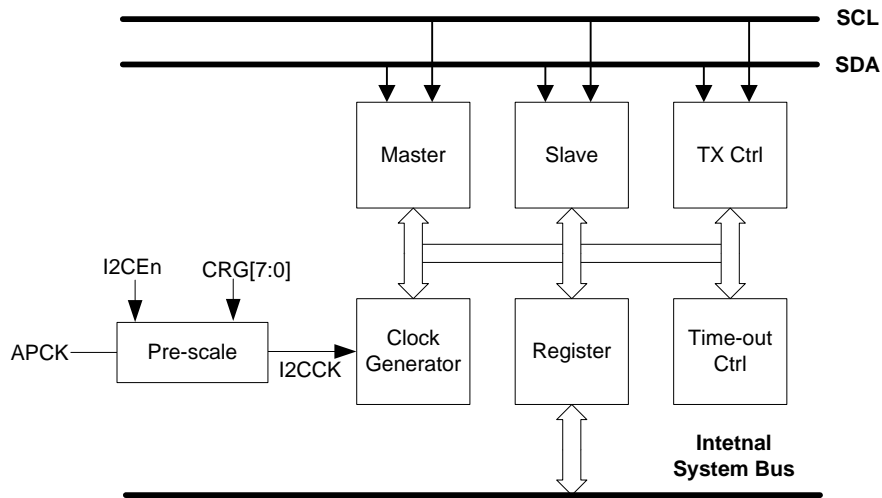 SCL
SDA
Master
Slave
TX Ctrl
I2CEn
CRG[7:0]
APCK
Pre-scale
I2CCK
Clock
Generator
Register
Time-out
Ctrl
Intetnal
System Bus